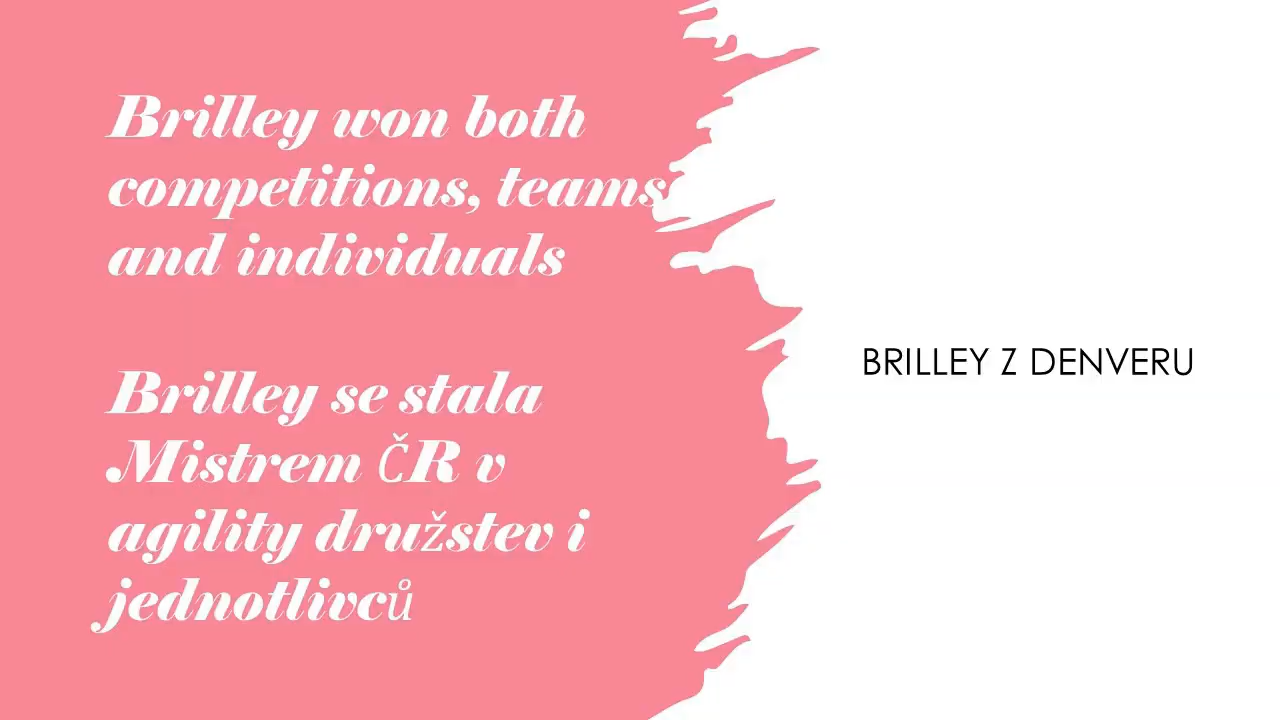 Brilley won both
competitions, teams
and individuals
Brilley se stala
Mistrem ČR v
agility družstev i
jednotlivců
BRILLEY Z DENVERU